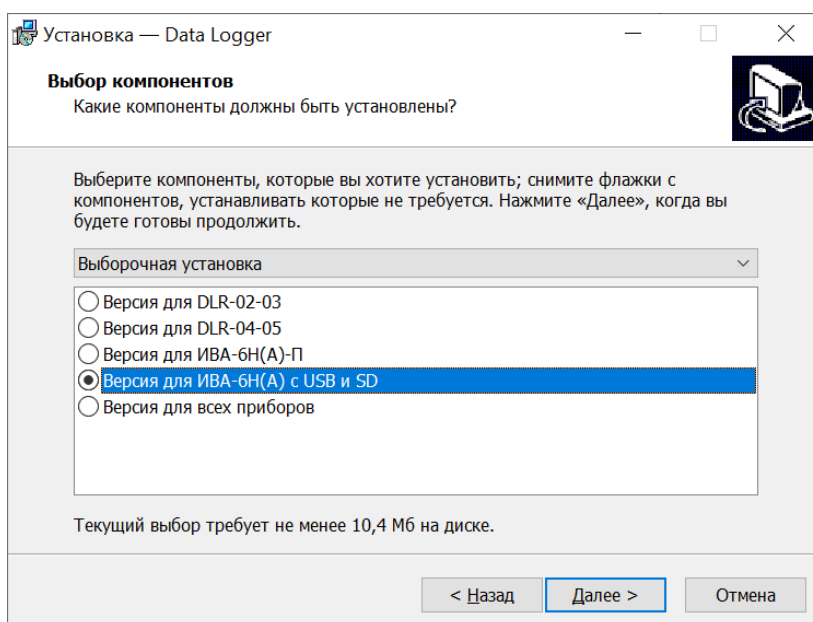 Установка — Data Logger
Выбор компонентов
Какие компоненты должны быть установлены?
Выберите компоненты, которые вы хотите установить; снимите флажки с
компонентов, устанавливать которые не требуется. Нажмите «Далее», когда вы
будете готовы продолжить.
Выборочная установка
Версия для DLR-02-03
Версия для DLR-04-05
Версия для ИВА-6Н(А)-П
Версия для ИВА-6Н(А) с USB и SD
Версия для всех приборов
Текущий выбор требует не менее 10,4 Мб на диске.
< Назад
Далее >
Отмена